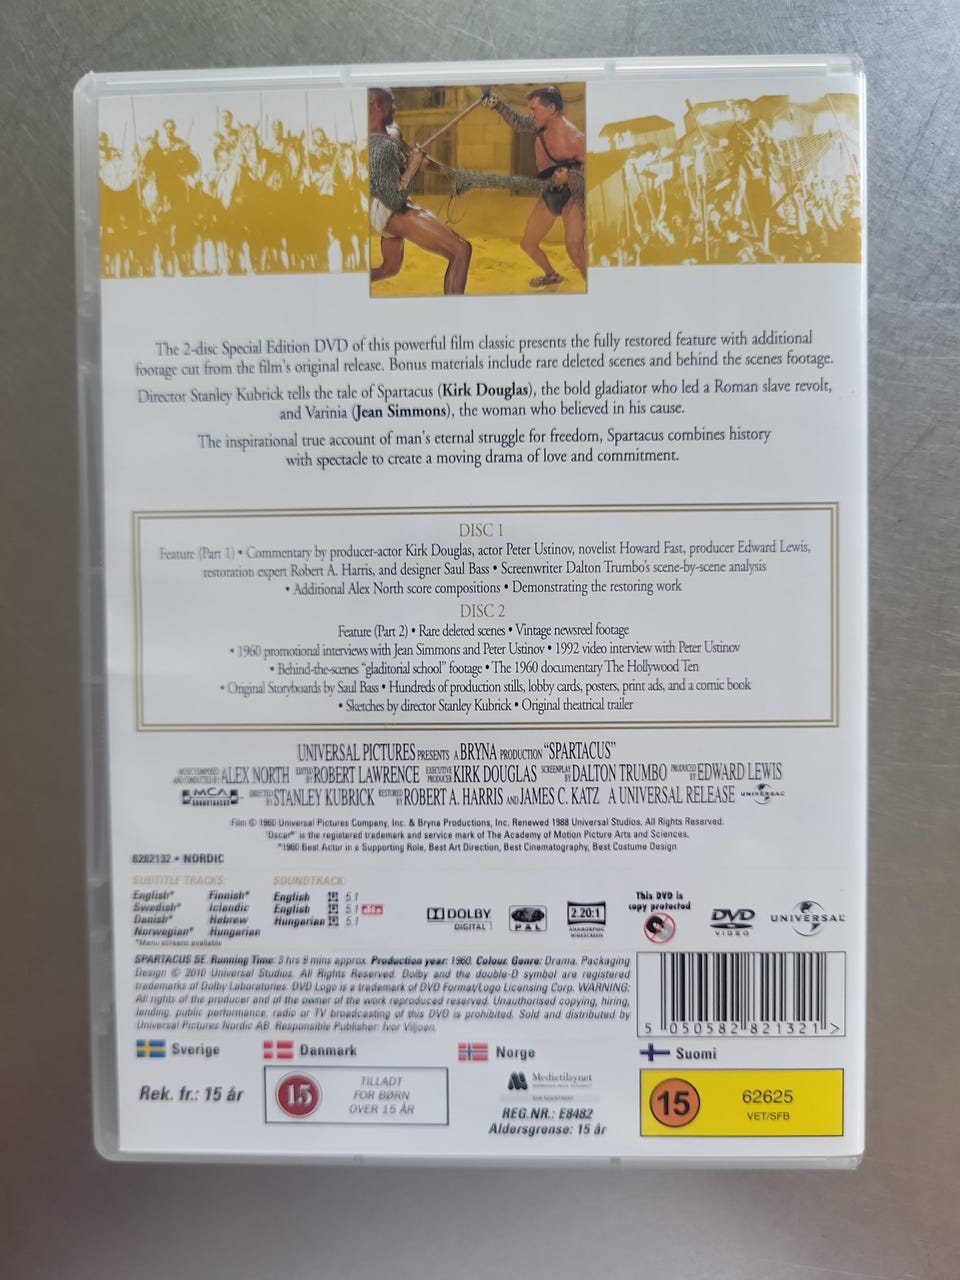 The 2-disc Special Edition DVD of this powerful film classic presents the fully restored feature with additional
footage cut from the film's original release. Bonus materials include rare deleted scenes and behind the scenes footage.
Director Stanley Kubrick tells the tale of Spartacus (Kirk Douglas), the bold gladiator who led a Roman slave revolt,
and Varinia (Jean Simmons), the woman who believed in his cause.
The inspirational true account of man's eternal struggle for freedom, Spartacus combines history
with spectacle to create a moving drama of love and commitment.
DISC 1
Feature (Part 1) • Commentary by producer-actor Kirk Douglas, actor Peter Ustinov, novelist Howard Fast, producer Edward Lewis,
restoration expert Robert A. Harris, and designer Saul Bass • Screenwriter Dalton Trumbo's scene-by-scene analysis
• Additional Alex North score compositions • Demonstrating the restoring work
DISC 2
Feature (Part 2) • Rare deleted scenes • Vintage newsreel footage
• 1960 promotional interviews with Jean Simmons and Peter Ustinov • 1992 video interview with Peter Ustinov
• Behind-the-scenes "gladitorial school" footage • The 1960 documentary The Hollywood Ten
• Original Storyboards by Saul Bass • Hundreds of production stills, lobby cards, posters, print ads, and a comic book
• Sketches by director Stanley Kubrick • Original theatrical trailer
UNIVERSAL PICTURES PRESENTS A BRYNA PRODUCTION "SPARTACUS"
MUSIC COMPOSED AND CONDUCTED BY ALEX NORTH EDITED BY ROBERT LAWRENCE EXECUTIVE PRODUCER KIRK DOUGLAS SCREENPLAY BY DALTON TRUMBO PRODUCED BY EDWARD LEWIS
MCA SOUNDTRACKS DIRECTED BY STANLEY KUBRICK RESTORED BY ROBERT A. HARRIS AND JAMES C. KATZ A UNIVERSAL RELEASE UNIVERSAL
Film © 1960 Universal Pictures Company, Inc. & Bryna Productions, Inc. Renewed 1988 Universal Studios. All Rights Reserved.
"Oscar®" is the registered trademark and service mark of The Academy of Motion Picture Arts and Sciences.
*1960 Best Actor in a Supporting Role, Best Art Direction, Best Cinematography, Best Costume Design
8282132 • NORDIC
SUBTITLE TRACKS: SOUNDTRACK:
English* Finnish* English 5.1
Swedish* Icelandic English 5.1 dts
Danish* Hebrew Hungarian 5.1
Norwegian* Hungarian
*Menu screens available
DOLBY DIGITAL
PAL
2.20:1
ANAMORPHIC WIDESCREEN
This DVD is
copy protected
DVD VIDEO
UNIVERSAL
SPARTACUS SE. Running Time: 3 hrs 9 mins approx. Production year: 1960. Colour. Genre: Drama. Packaging
Design © 2010 Universal Studios. All Rights Reserved. Dolby and the double-D symbol are registered
trademarks of Dolby Laboratories. DVD Logo is a trademark of DVD Format/Logo Licensing Corp. WARNING:
All rights of the producer and of the owner of the work reproduced reserved. Unauthorised copying, hiring,
lending, public performance, radio or TV broadcasting of this DVD is prohibited. Sold and distributed by
Universal Pictures Nordic AB. Responsible Publisher: Ivor Viljoen.
5 050582 821321 >
Sverige Danmark Norge Suomi
Rek. fr.: 15 år
15
TILLADT
FOR BØRN
OVER 15 ÅR
Medietilsynet
REG.NR.: E8482
Aldersgrense: 15 år
15
62625
VET/SFB